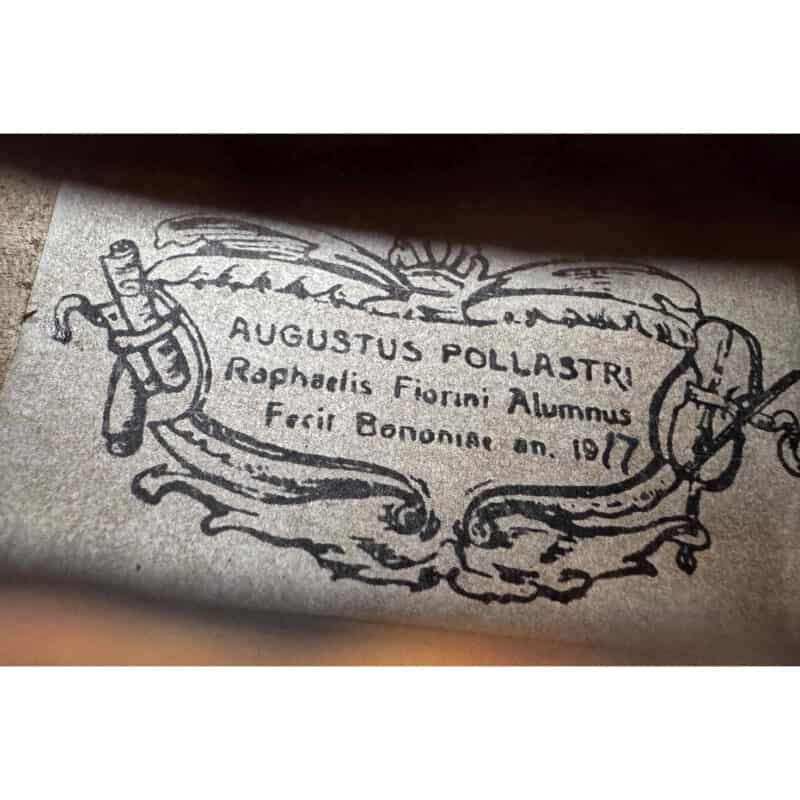 AUGUSTUS POLLASTRI
Raphaelis Fiorini Alumnus
Fecit Bononiae an. 1917